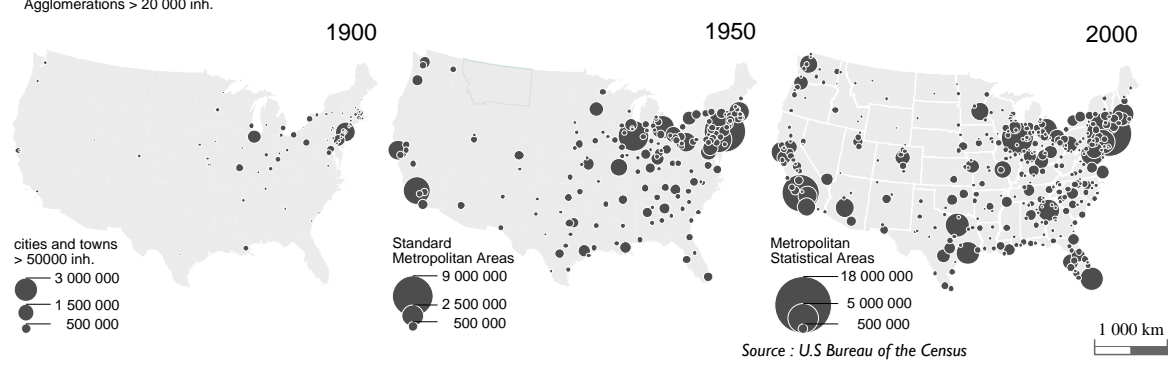 Agglomerations > 20 000 inh.
1900
1950
2000
cities and towns
> 50000 inh.
3 000 000
1 500 000
500 000
Standard
Metropolitan Areas
9 000 000
2 500 000
500 000
Metropolitan
Statistical Areas
18 000 000
5 000 000
500 000
1 000 km
Source : U.S Bureau of the Census